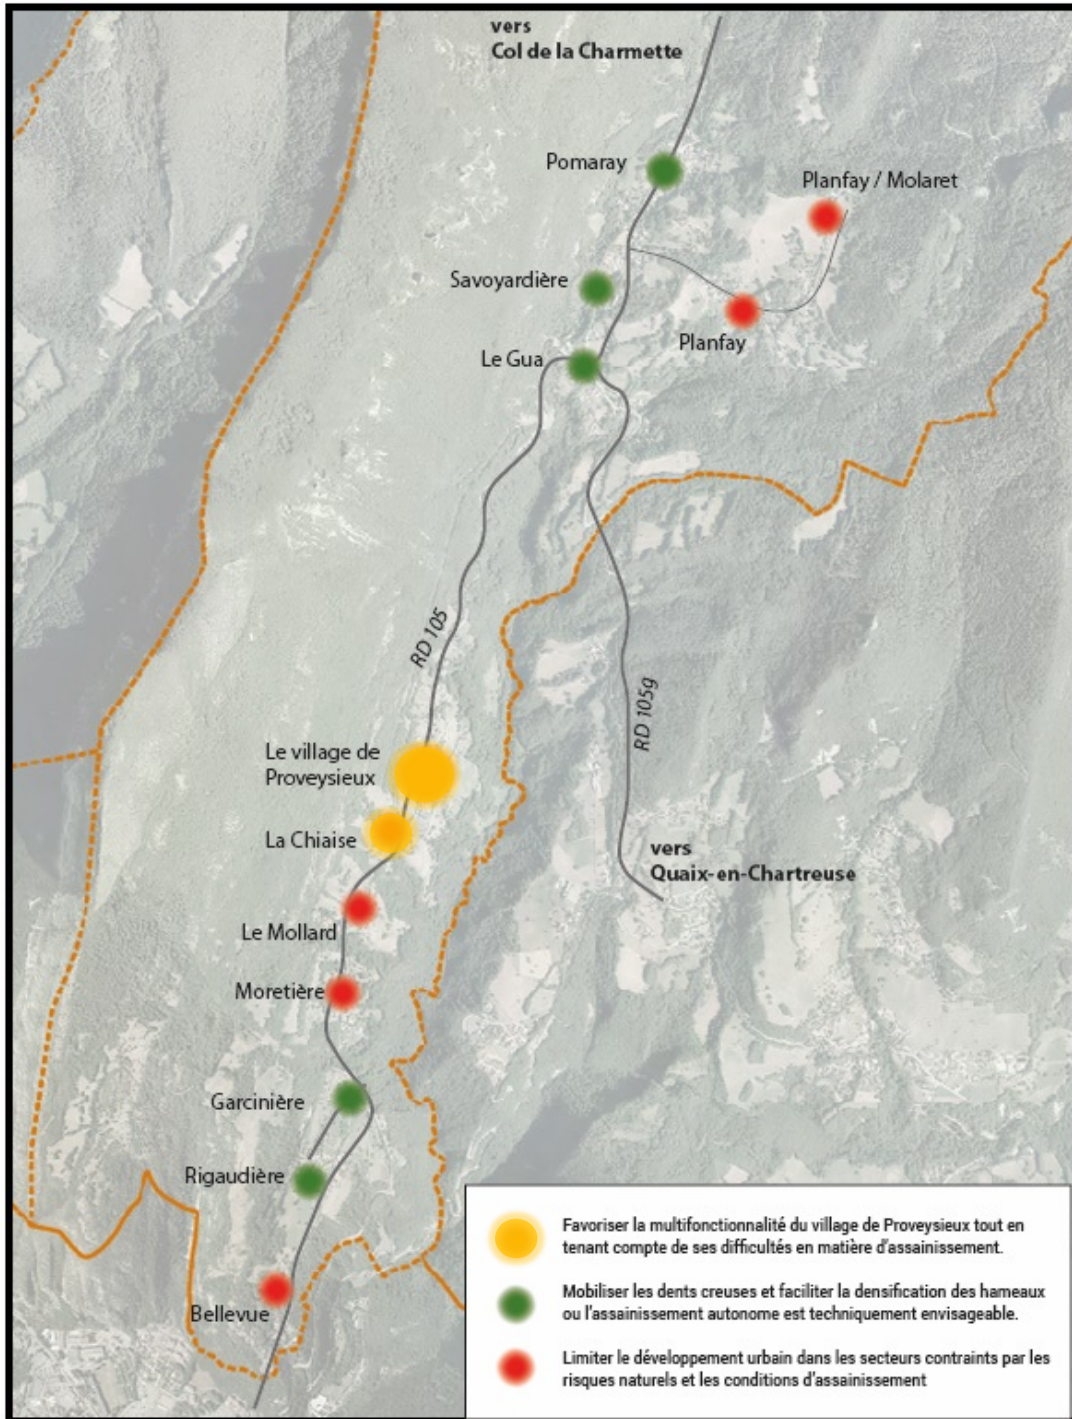 vers
Col de la Charmette
Pomaray
Planfay / Molaret
Savoyardière
Planfay
Le Gua
RD 105
RD 105g
Le village de
Proveysieux
La Chiaise
vers
Quaix-en-Chartreuse
Le Mollard
Moretière
Garcinière
Rigaudière
Bellevue
Favoriser la multifonctionnalité du village de Proveysieux tout en
tenant compte de ses difficultés en matière d'assainissement.
Mobiliser les dents creuses et faciliter la densification des hameaux
ou l'assainissement autonome est techniquement envisageable.
Limiter le développement urbain dans les secteurs contraints par les
risques naturels et les conditions d'assainissement